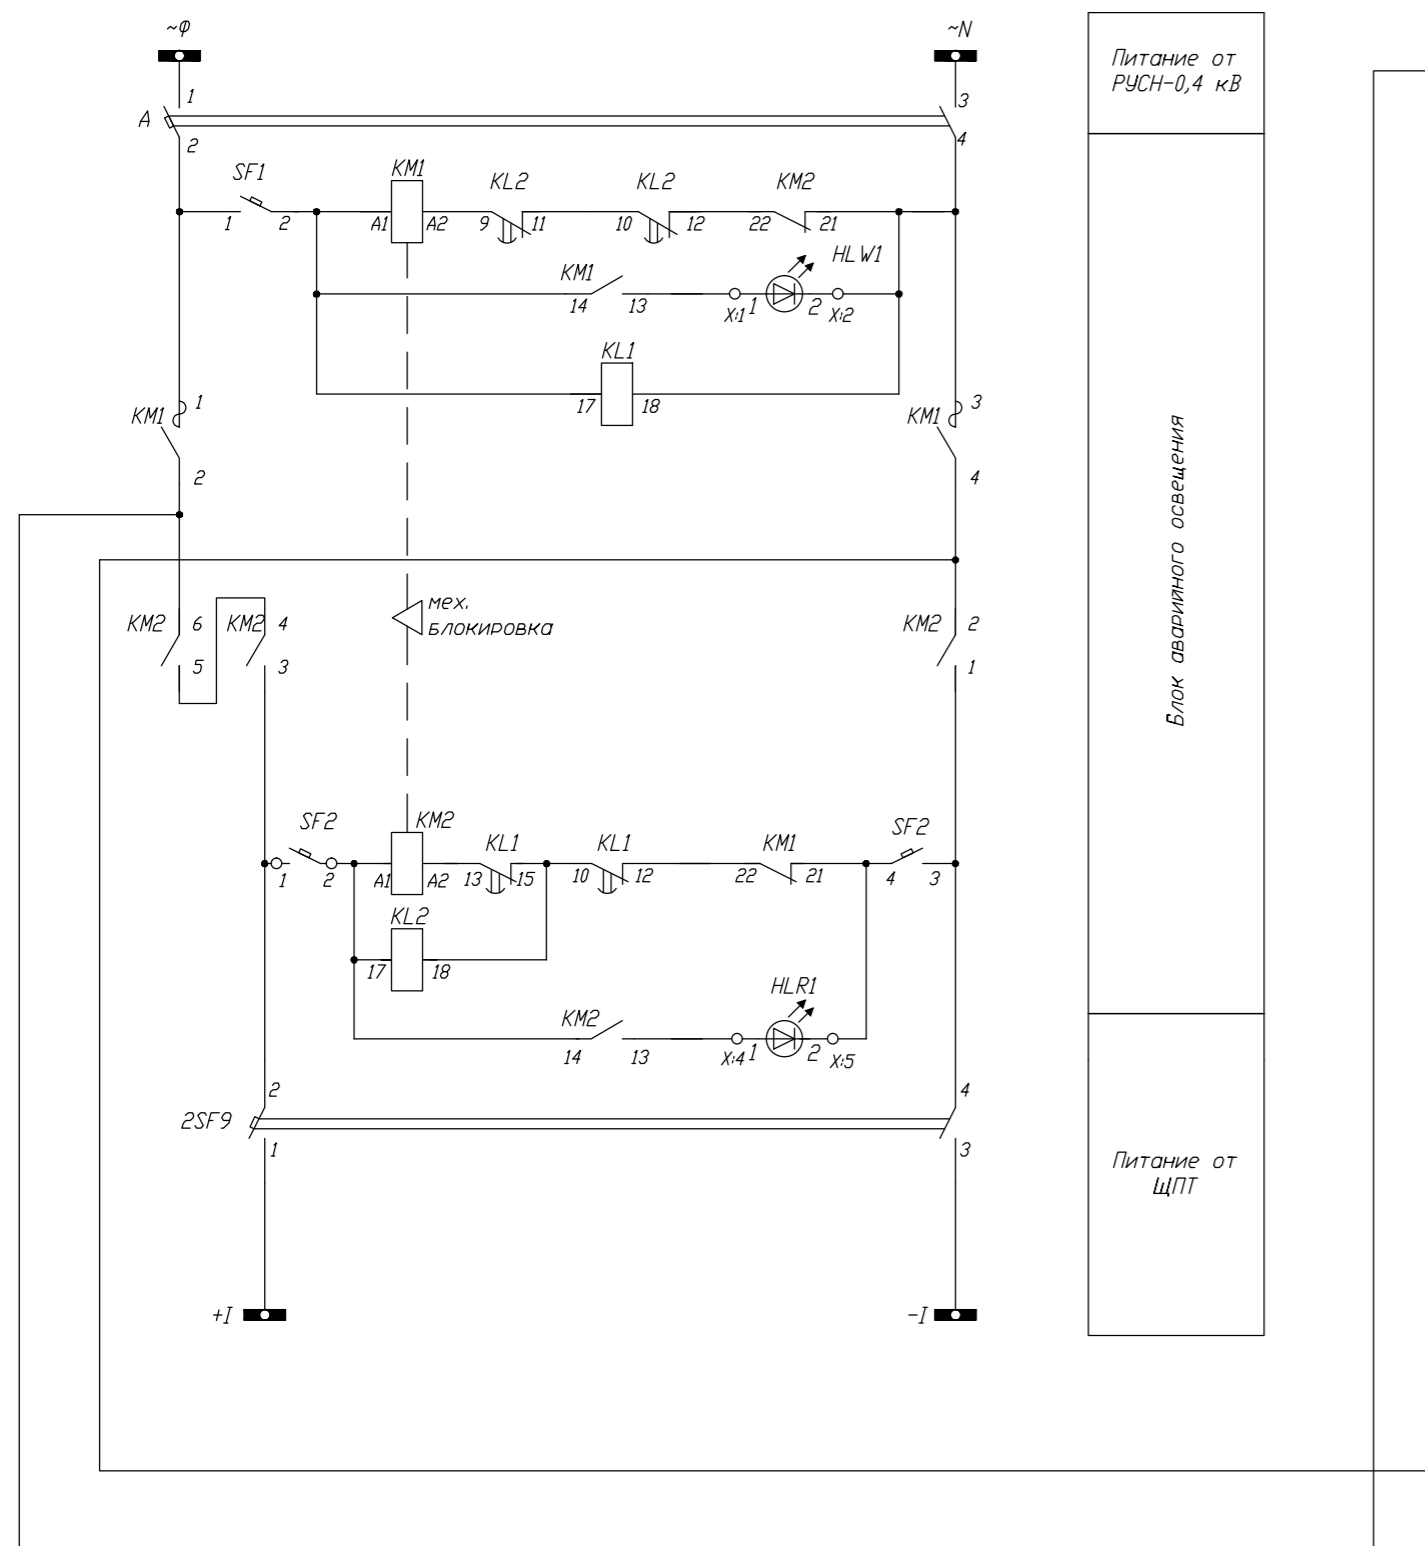 ~Ф
~N
Питание от
РУСН-0,4 кВ
1
3
А
2
4
SF1
KM1
KL2
KL2
KM2
1
2
A1
A2
9
11
10
12
22
21
KM1
HLW1
14
13
X:1
1
2
X:2
KL1
17
18
KM1
1
KM1
3
2
4
Блок аварийного освещения
KM2
6
KM2
4
мех.
блокировка
KM2
2
5
3
1
SF2
KM2
KL1
KL1
KM1
SF2
1
2
A1
A2
13
15
10
12
22
21
4
3
KL2
17
18
KM2
HLR1
14
13
X:4
1
2
X:5
2
4
2SF9
1
3
Питание от
ЩПТ
+I
-I